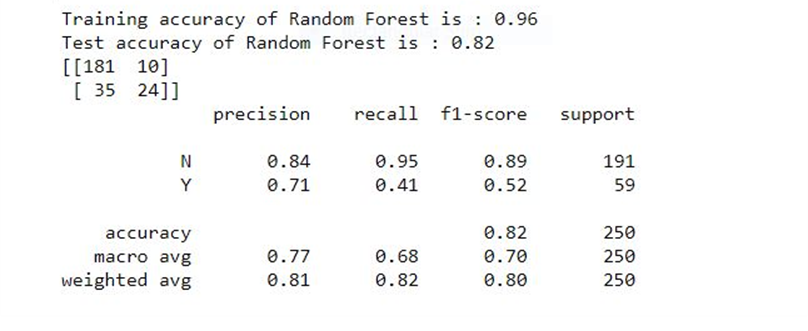 Training accuracy of Random Forest is : 0.96
Test accuracy of Random Forest is : 0.82
[[181  10]
 [ 35  24]]
              precision    recall  f1-score   support

           N       0.84      0.95      0.89       191
           Y       0.71      0.41      0.52        59

    accuracy                           0.82       250
   macro avg       0.77      0.68      0.70       250
weighted avg       0.81      0.82      0.80       250